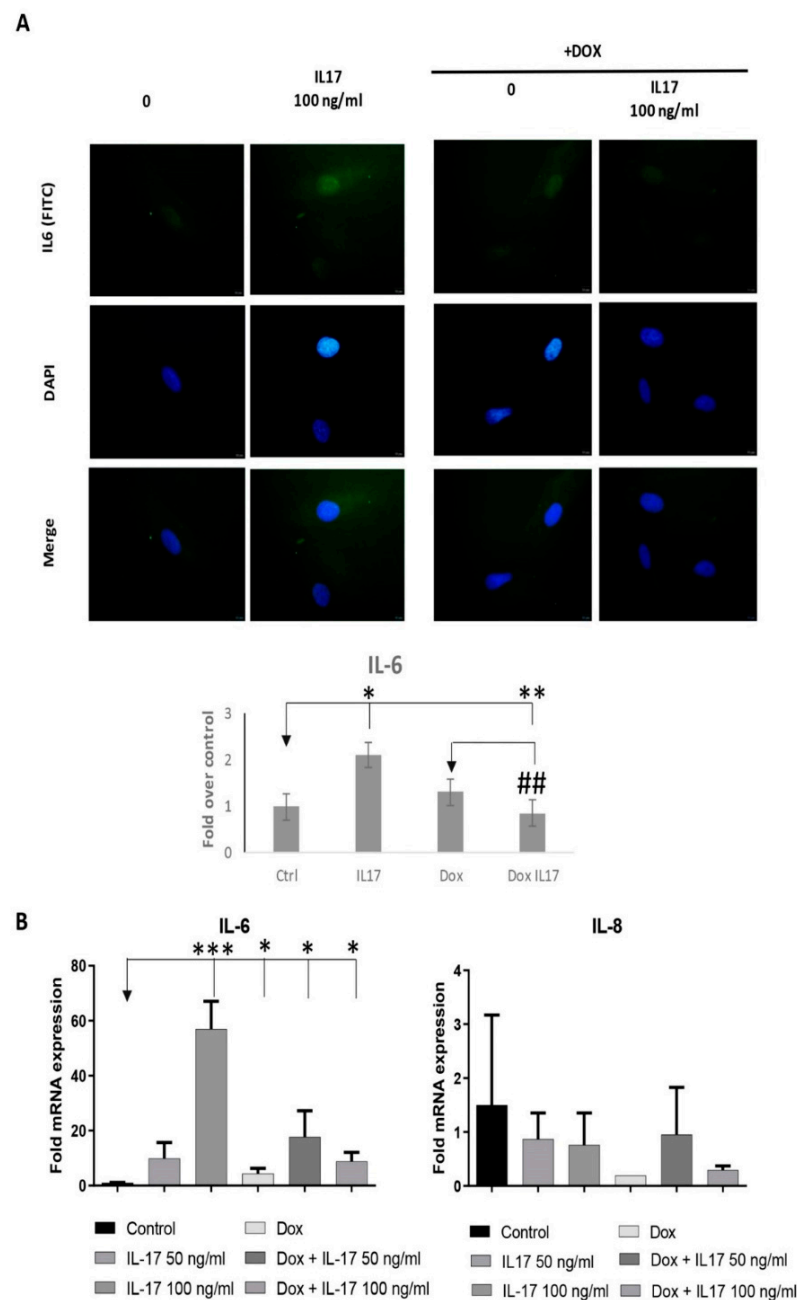 A
+DOX
0
IL17
100 ng/ml
0
IL17
100 ng/ml
IL6 (FITC)
DAPI
Merge
IL-6
* **
Fold over control
3
2
1
0
##
Ctrl IL17 Dox Dox IL17
B
IL-6
*** * * *
Fold mRNA expression
80
60
40
20
0
Control Dox
IL-17 50 ng/ml Dox + IL-17 50 ng/ml
IL-17 100 ng/ml Dox + IL-17 100 ng/ml
IL-8
Fold mRNA expression
4
3
2
1
0
Control Dox
IL17 50 ng/ml Dox + IL17 50 ng/ml
IL-17 100 ng/ml Dox + IL17 100 ng/ml